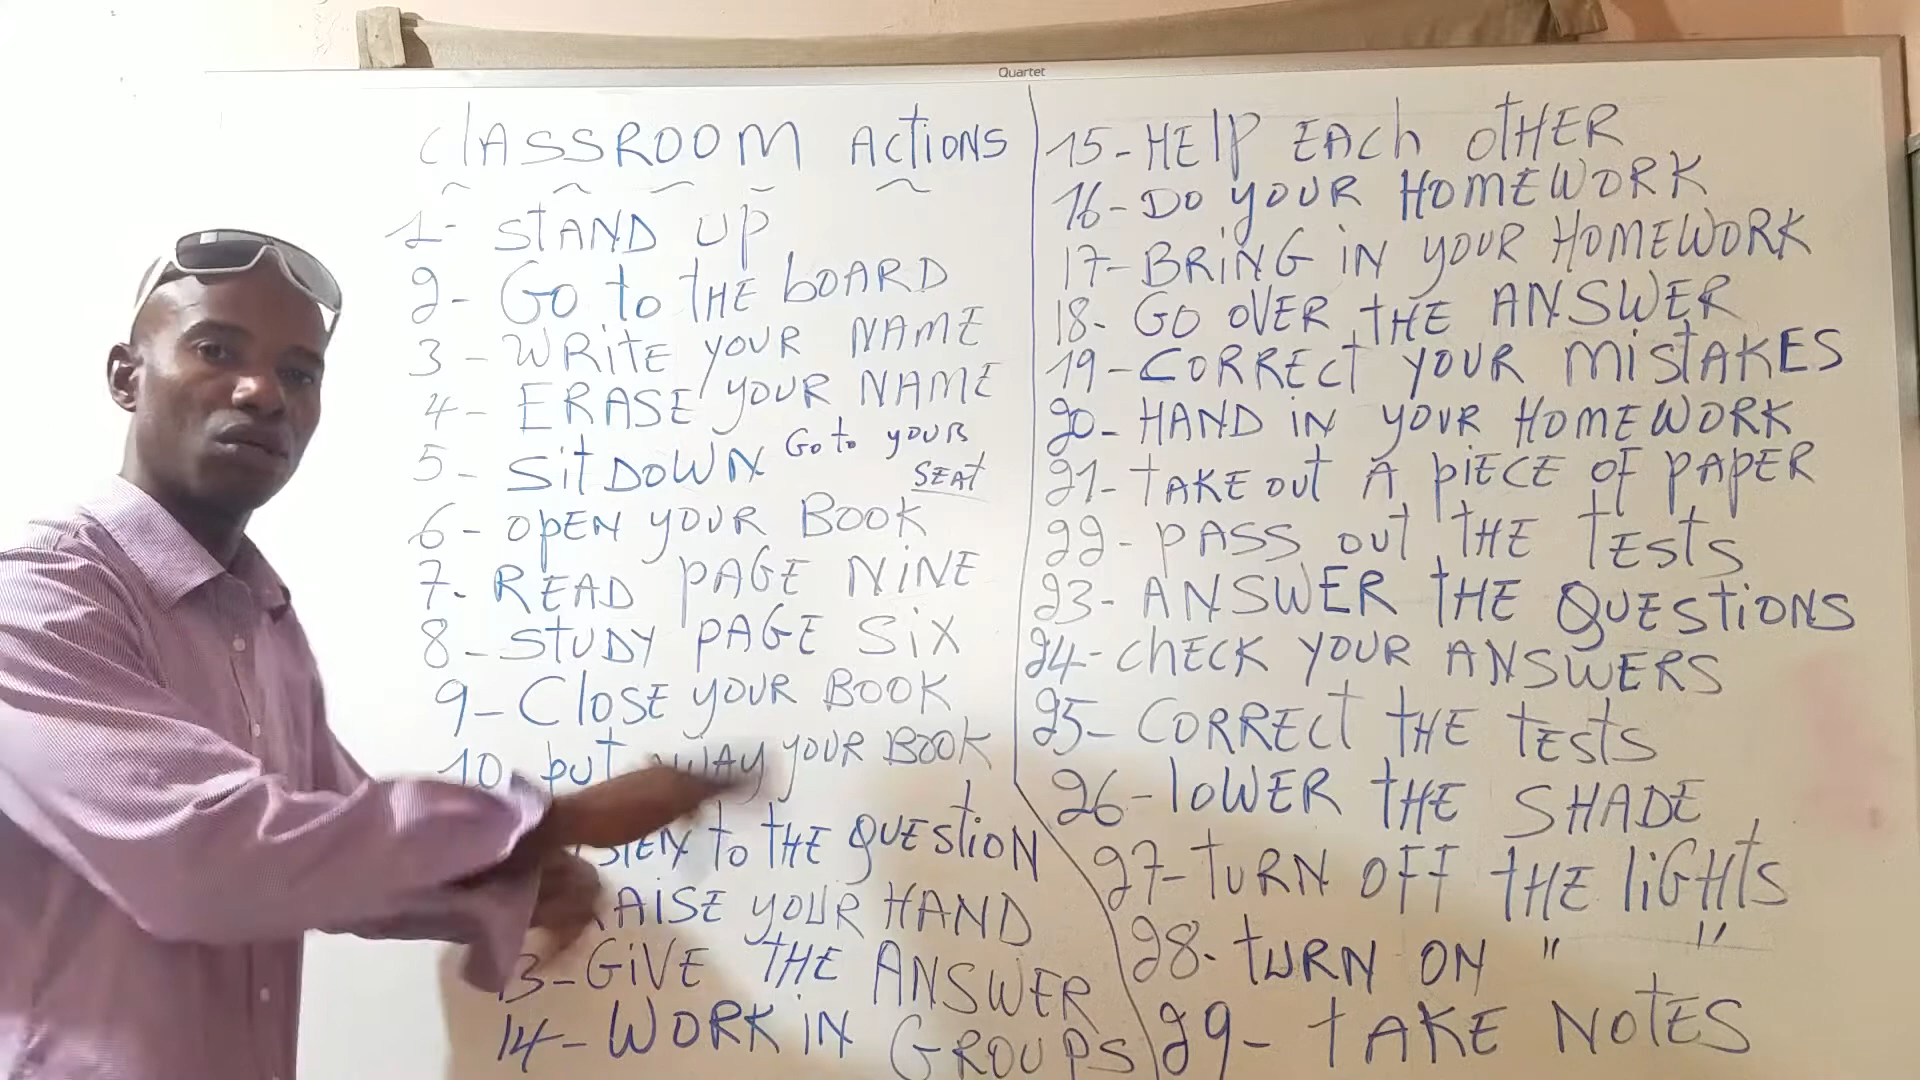 Quartet
CLASSROOM ACTIONS
1- STAND UP
2- GO TO THE BOARD
3- WRITE YOUR NAME
4- ERASE YOUR NAME
5- SIT DOWN Go to YOUR SEAT
6- OPEN YOUR BOOK
7- READ PAGE NINE
8- STUDY PAGE SIX
9- CLOSE YOUR BOOK
10- PUT AWAY YOUR BOOK
TO THE QUESTION
RAISE YOUR HAND
13- GIVE THE ANSWER
14- WORK IN GROUPS
15- HELP EACH OTHER
16- DO YOUR HOMEWORK
17- BRING IN YOUR HOMEWORK
18- GO OVER THE ANSWER
19- CORRECT YOUR MISTAKES
20- HAND IN YOUR HOMEWORK
21- TAKE OUT A PIECE OF PAPER
22- PASS OUT THE TESTS
23- ANSWER THE QUESTIONS
24- CHECK YOUR ANSWERS
25- CORRECT THE TESTS
26- LOWER THE SHADE
27- TURN OFF THE LIGHTS
28- TURN ON " "
29- TAKE NOTES